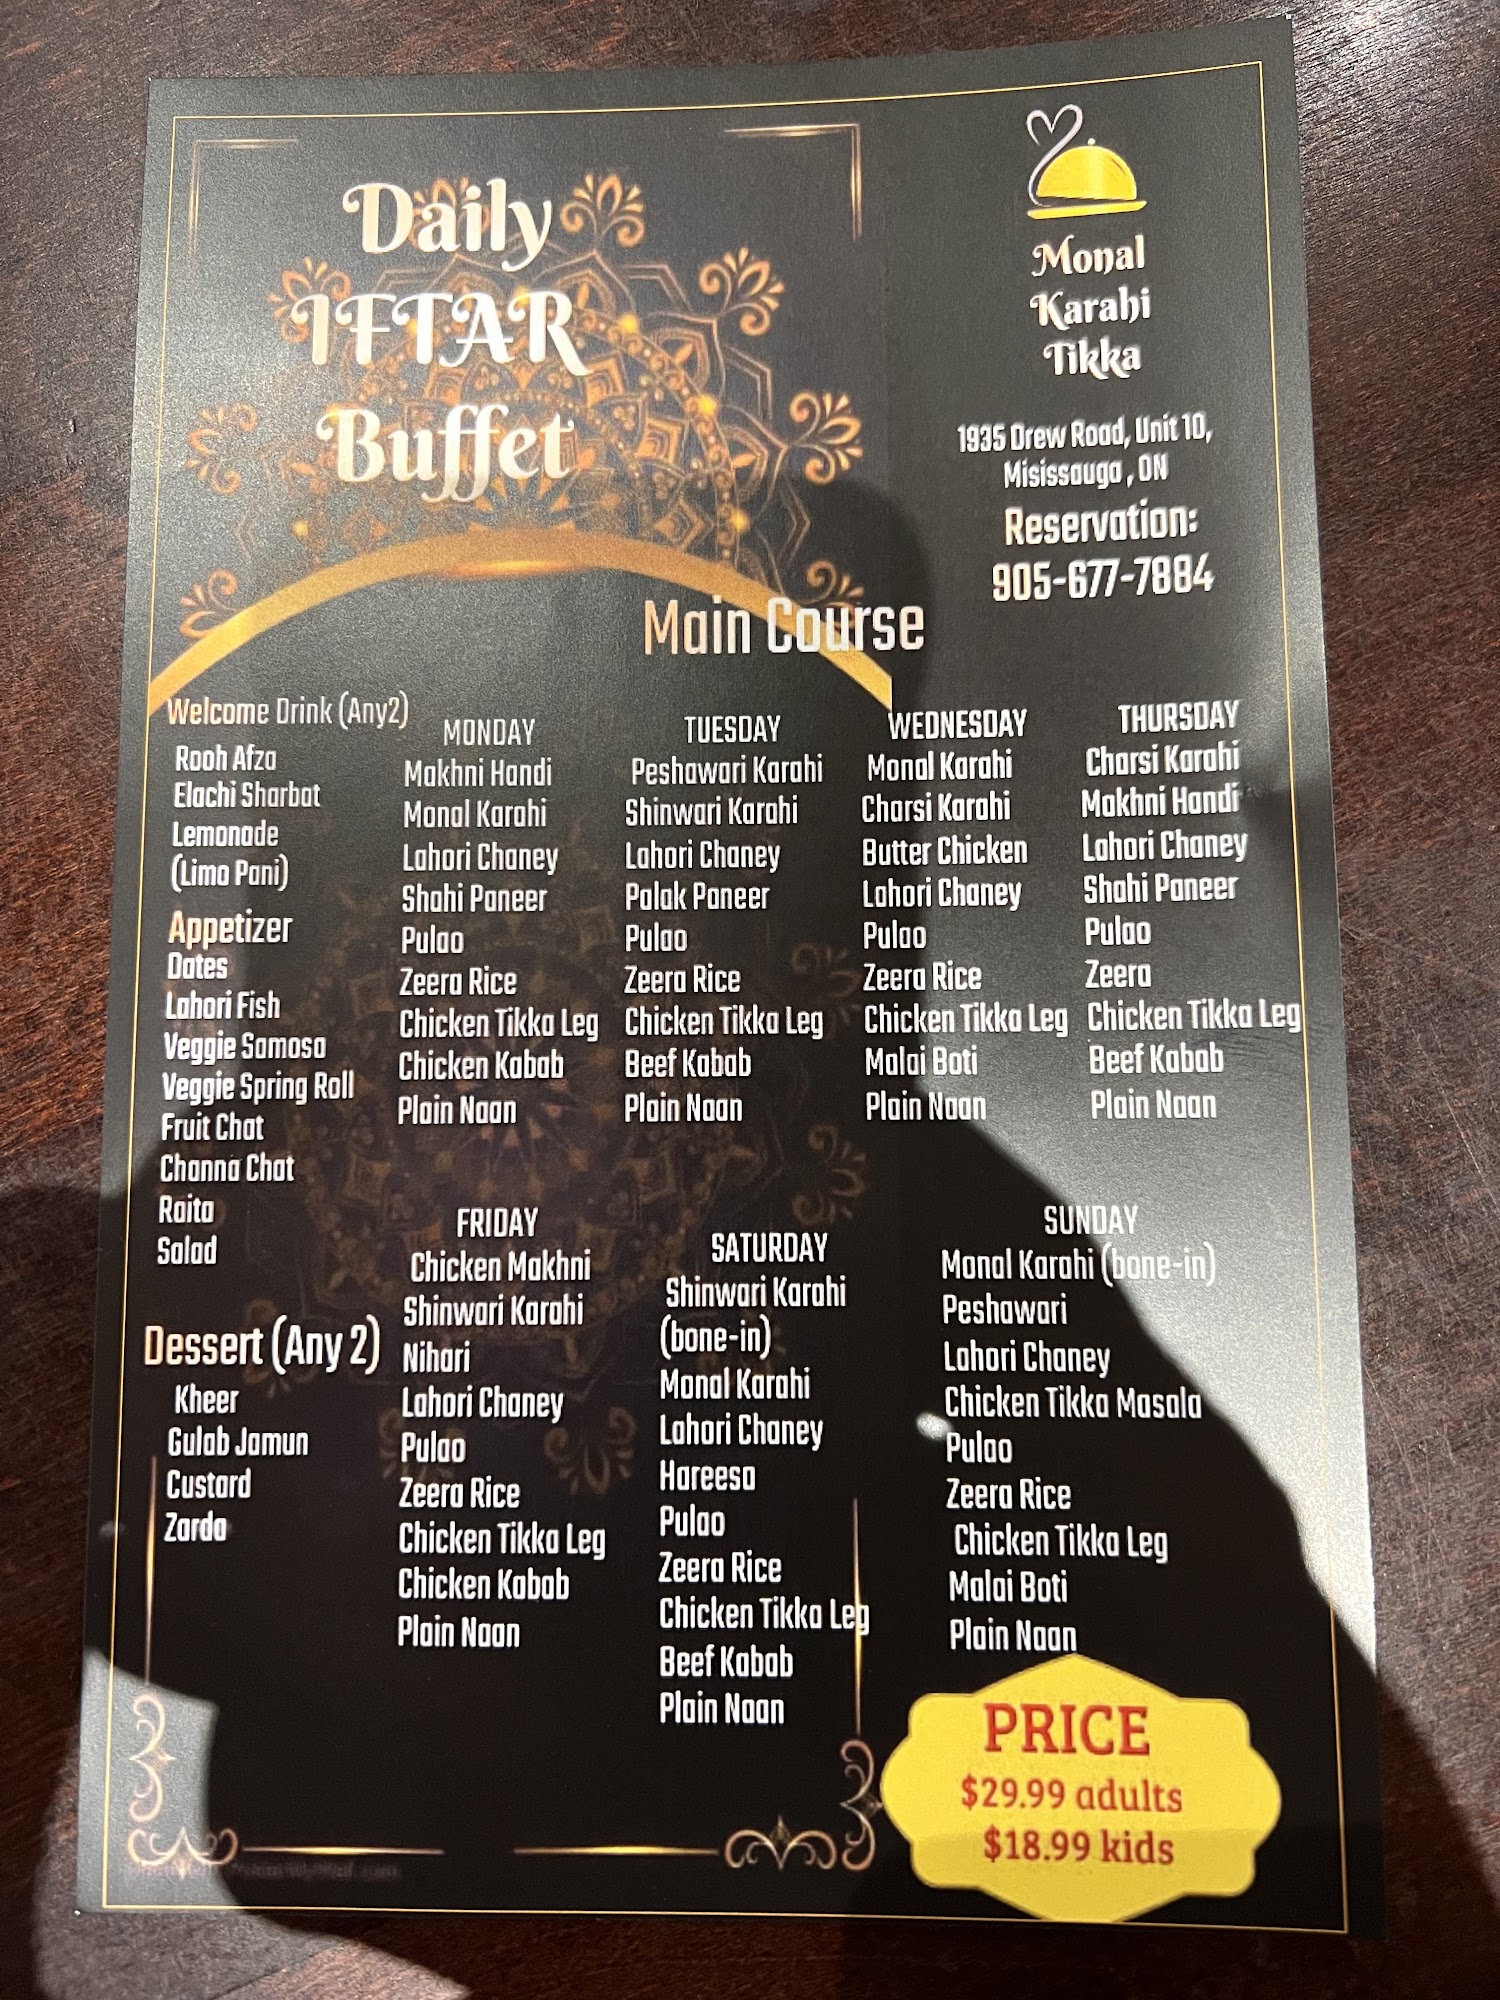 Daily
IFTAR
Buffet
Monal
Karahi
Tikka
1935 Drew Road, Unit 10,
Misissauga , ON
Reservation:
905-677-7884
Main Course
Welcome Drink (Any2)
Rooh Afza
Elachi Sharbat
Lemonade
(Limo Pani)
Appetizer
Dates
Lahori Fish
Veggie Samosa
Veggie Spring Roll
Fruit Chat
Channa Chat
Raita
Salad
Dessert (Any 2)
Kheer
Gulab Jamun
Custard
Zarda
MONDAY
Makhni Handi
Monal Karahi
Lahori Chaney
Shahi Paneer
Pulao
Zeera Rice
Chicken Tikka Leg
Chicken Kabab
Plain Naan
TUESDAY
Peshawari Karahi
Shinwari Karahi
Lahori Chaney
Palak Paneer
Pulao
Zeera Rice
Chicken Tikka Leg
Beef Kabab
Plain Naan
WEDNESDAY
Monal Karahi
Charsi Karahi
Butter Chicken
Lahori Chaney
Pulao
Zeera Rice
Chicken Tikka Leg
Malai Boti
Plain Naan
THURSDAY
Charsi Karahi
Makhni Handi
Lahori Chaney
Shahi Paneer
Pulao
Zeera
Chicken Tikka Leg
Beef Kabab
Plain Naan
FRIDAY
Chicken Makhni
Shinwari Karahi
Nihari
Lahori Chaney
Pulao
Zeera Rice
Chicken Tikka Leg
Chicken Kabab
Plain Naan
SATURDAY
Shinwari Karahi
(bone-in)
Monal Karahi
Lahori Chaney
Hareesa
Pulao
Zeera Rice
Chicken Tikka Leg
Beef Kabab
Plain Naan
SUNDAY
Monal Karahi (bone-in)
Peshawari
Lahori Chaney
Chicken Tikka Masala
Pulao
Zeera Rice
Chicken Tikka Leg
Malai Boti
Plain Naan
PRICE
$29.99 adults
$18.99 kids